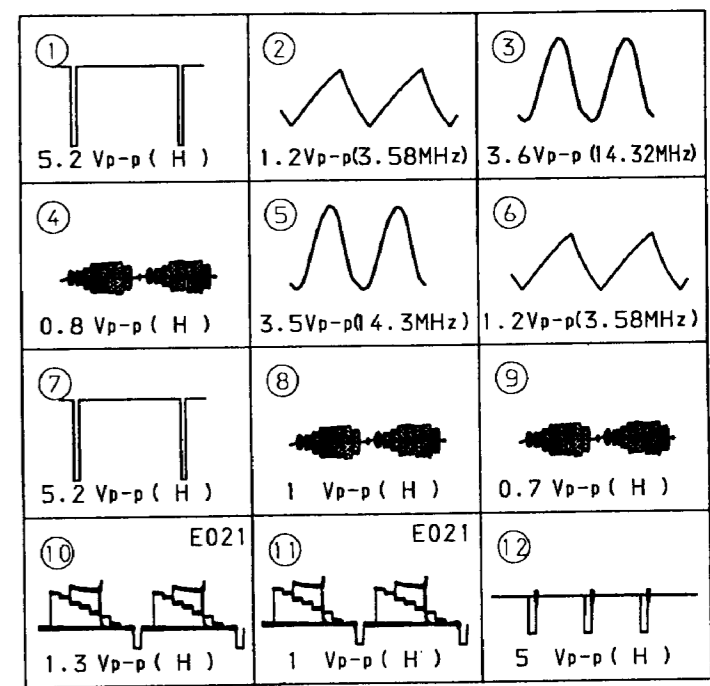 ① ② ③
5.2 Vp-p ( H ) 1.2Vp-p(3.58MHz) 3.6Vp-p (14.32MHz)
④ ⑤ ⑥
0.8 Vp-p ( H ) 3.5Vp-p(14.3MHz) 1.2Vp-p(3.58MHz)
⑦ ⑧ ⑨
5.2 Vp-p ( H ) 1 Vp-p ( H ) 0.7 Vp-p ( H )
⑩ E021 ⑪ E021 ⑫
1.3 Vp-p ( H ) 1 Vp-p ( H ) 5 Vp-p ( H )